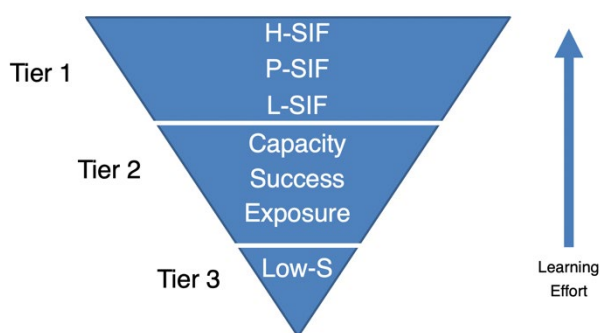 Tier 1
H-SIF
P-SIF
L-SIF
Tier 2
Capacity
Success
Exposure
Tier 3
Low-S
Learning
Effort